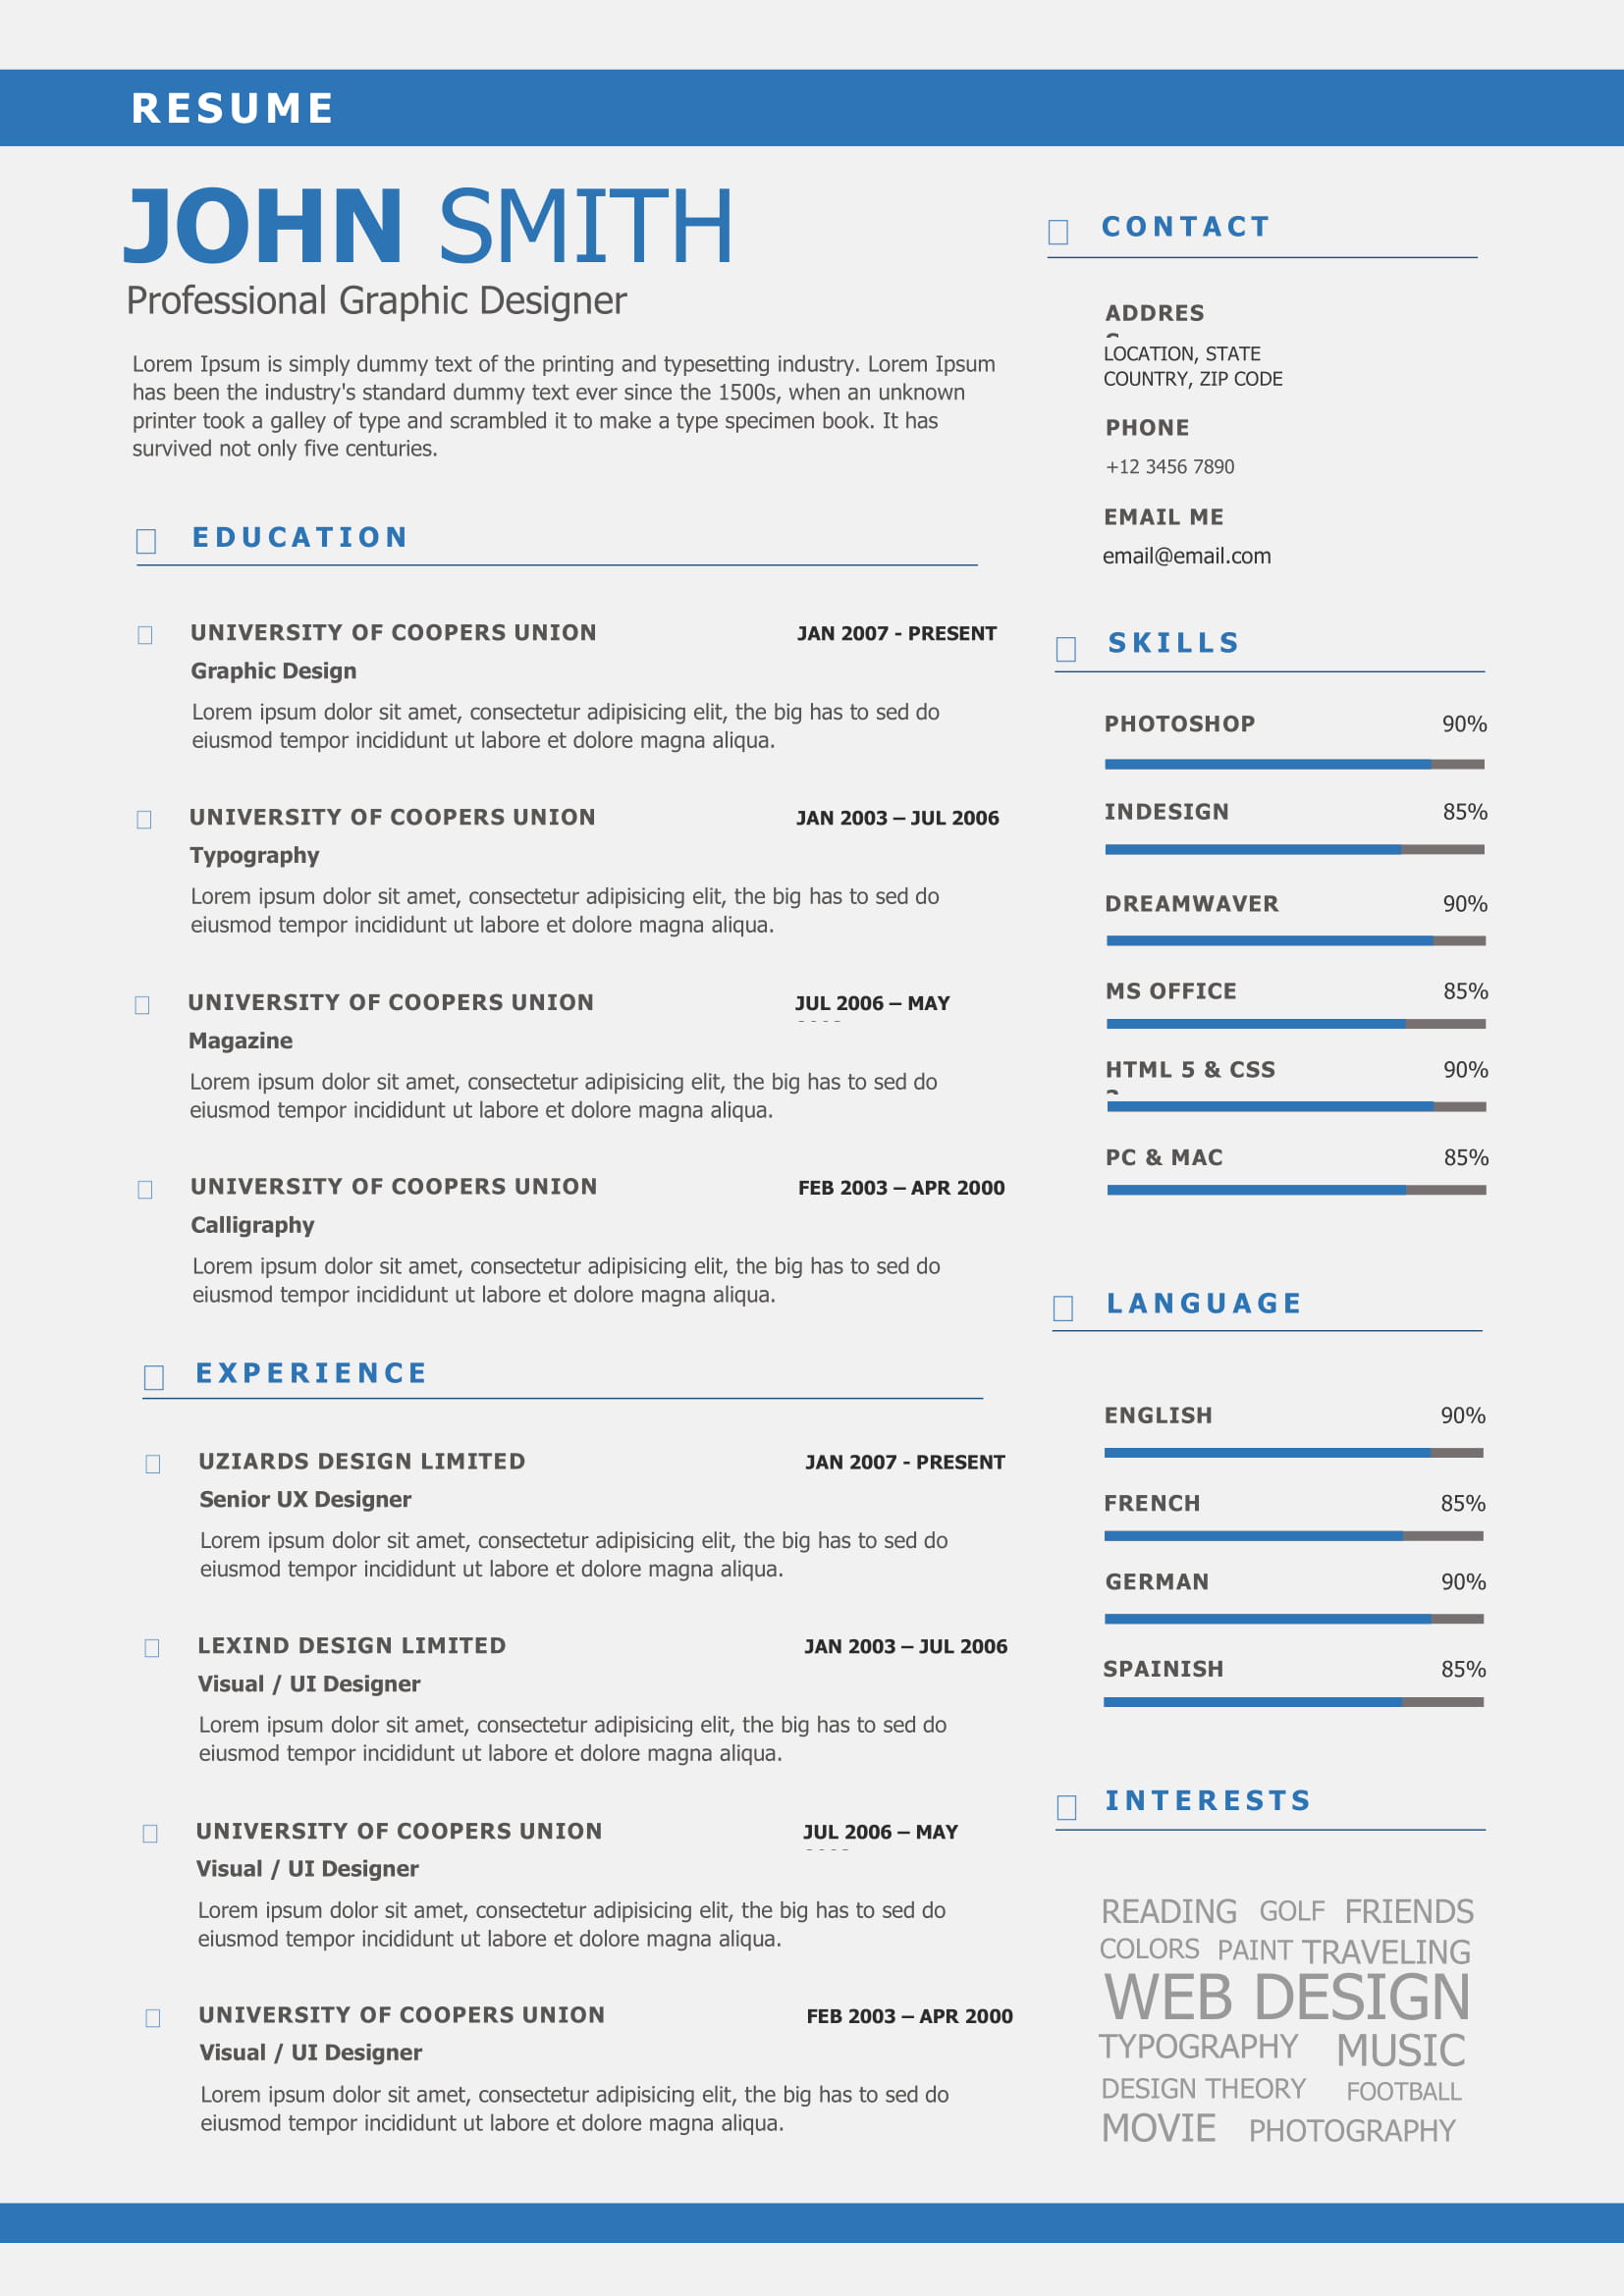 RESUME
JOHN SMITH
Professional Graphic Designer
Lorem Ipsum is simply dummy text of the printing and typesetting industry. Lorem Ipsum
has been the industry's standard dummy text ever since the 1500s, when an unknown
printer took a galley of type and scrambled it to make a type specimen book. It has
survived not only five centuries.
EDUCATION
UNIVERSITY OF COOPERS UNION JAN 2007 - PRESENT
Graphic Design
Lorem ipsum dolor sit amet, consectetur adipisicing elit, the big has to sed do
eiusmod tempor incididunt ut labore et dolore magna aliqua.
UNIVERSITY OF COOPERS UNION JAN 2003 – JUL 2006
Typography
Lorem ipsum dolor sit amet, consectetur adipisicing elit, the big has to sed do
eiusmod tempor incididunt ut labore et dolore magna aliqua.
UNIVERSITY OF COOPERS UNION JUL 2006 – MAY
Magazine
Lorem ipsum dolor sit amet, consectetur adipisicing elit, the big has to sed do
eiusmod tempor incididunt ut labore et dolore magna aliqua.
UNIVERSITY OF COOPERS UNION FEB 2003 – APR 2000
Calligraphy
Lorem ipsum dolor sit amet, consectetur adipisicing elit, the big has to sed do
eiusmod tempor incididunt ut labore et dolore magna aliqua.
EXPERIENCE
UZIARDS DESIGN LIMITED JAN 2007 - PRESENT
Senior UX Designer
Lorem ipsum dolor sit amet, consectetur adipisicing elit, the big has to sed do
eiusmod tempor incididunt ut labore et dolore magna aliqua.
LEXIND DESIGN LIMITED JAN 2003 – JUL 2006
Visual / UI Designer
Lorem ipsum dolor sit amet, consectetur adipisicing elit, the big has to sed do
eiusmod tempor incididunt ut labore et dolore magna aliqua.
UNIVERSITY OF COOPERS UNION JUL 2006 – MAY
Visual / UI Designer
Lorem ipsum dolor sit amet, consectetur adipisicing elit, the big has to sed do
eiusmod tempor incididunt ut labore et dolore magna aliqua.
UNIVERSITY OF COOPERS UNION FEB 2003 – APR 2000
Visual / UI Designer
Lorem ipsum dolor sit amet, consectetur adipisicing elit, the big has to sed do
eiusmod tempor incididunt ut labore et dolore magna aliqua.
CONTACT
ADDRES
LOCATION, STATE
COUNTRY, ZIP CODE
PHONE
+12 3456 7890
EMAIL ME
email@email.com
SKILLS
PHOTOSHOP 90%
INDESIGN 85%
DREAMWAVER 90%
MS OFFICE 85%
HTML 5 & CSS 90%
PC & MAC 85%
LANGUAGE
ENGLISH 90%
FRENCH 85%
GERMAN 90%
SPAINISH 85%
INTERESTS
READING GOLF FRIENDS
COLORS PAINT TRAVELING
WEB DESIGN
TYPOGRAPHY MUSIC
DESIGN THEORY FOOTBALL
MOVIE PHOTOGRAPHY